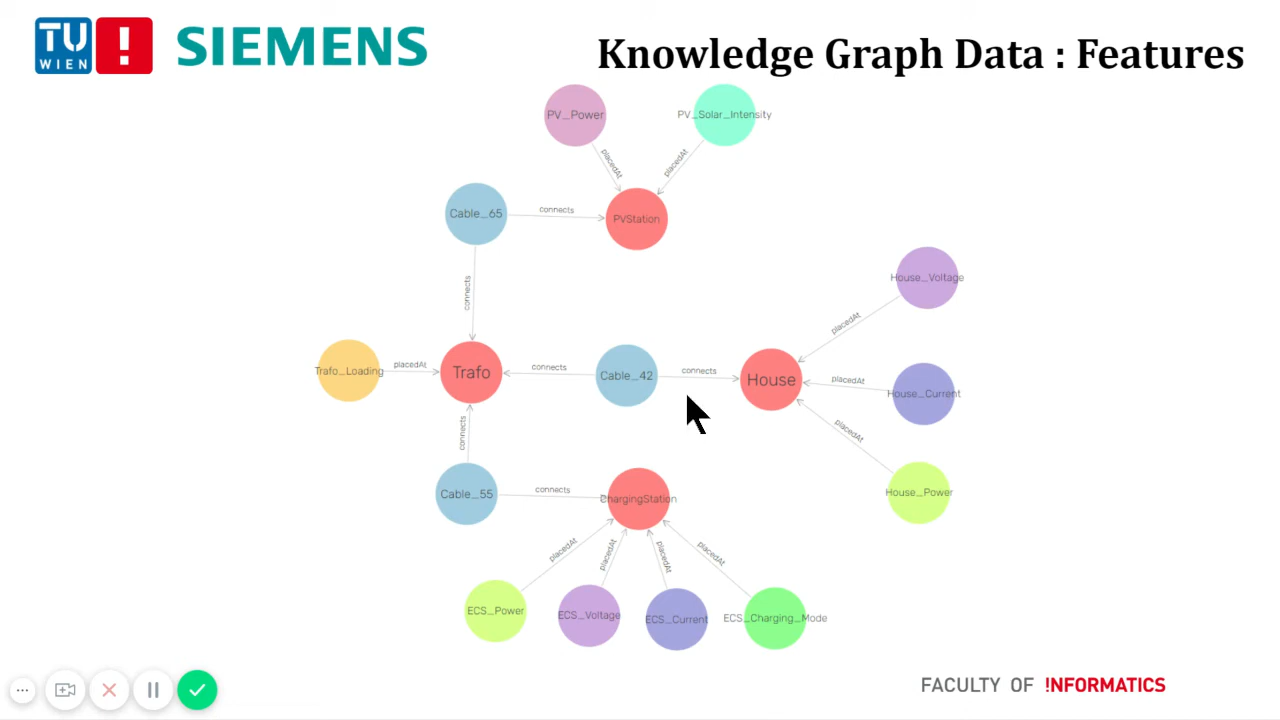 TU
WIEN
!
SIEMENS
Knowledge Graph Data : Features
PV_Power
PV_Solar_Intensity
placedAt
placedAt
Cable_65
connects
PVStation
House_Voltage
connects
placedAt
Trafo_Loading
placedAt
Trafo
connects
Cable_42
connects
House
placedAt
House_Current
connects
placedAt
Cable_55
connects
ChargingStation
House_Power
placedAt
placedAt
placedAt
placedAt
ECS_Power
ECS_Voltage
ECS_Current
ECS_Charging_Mode
FACULTY OF !NFORMATICS